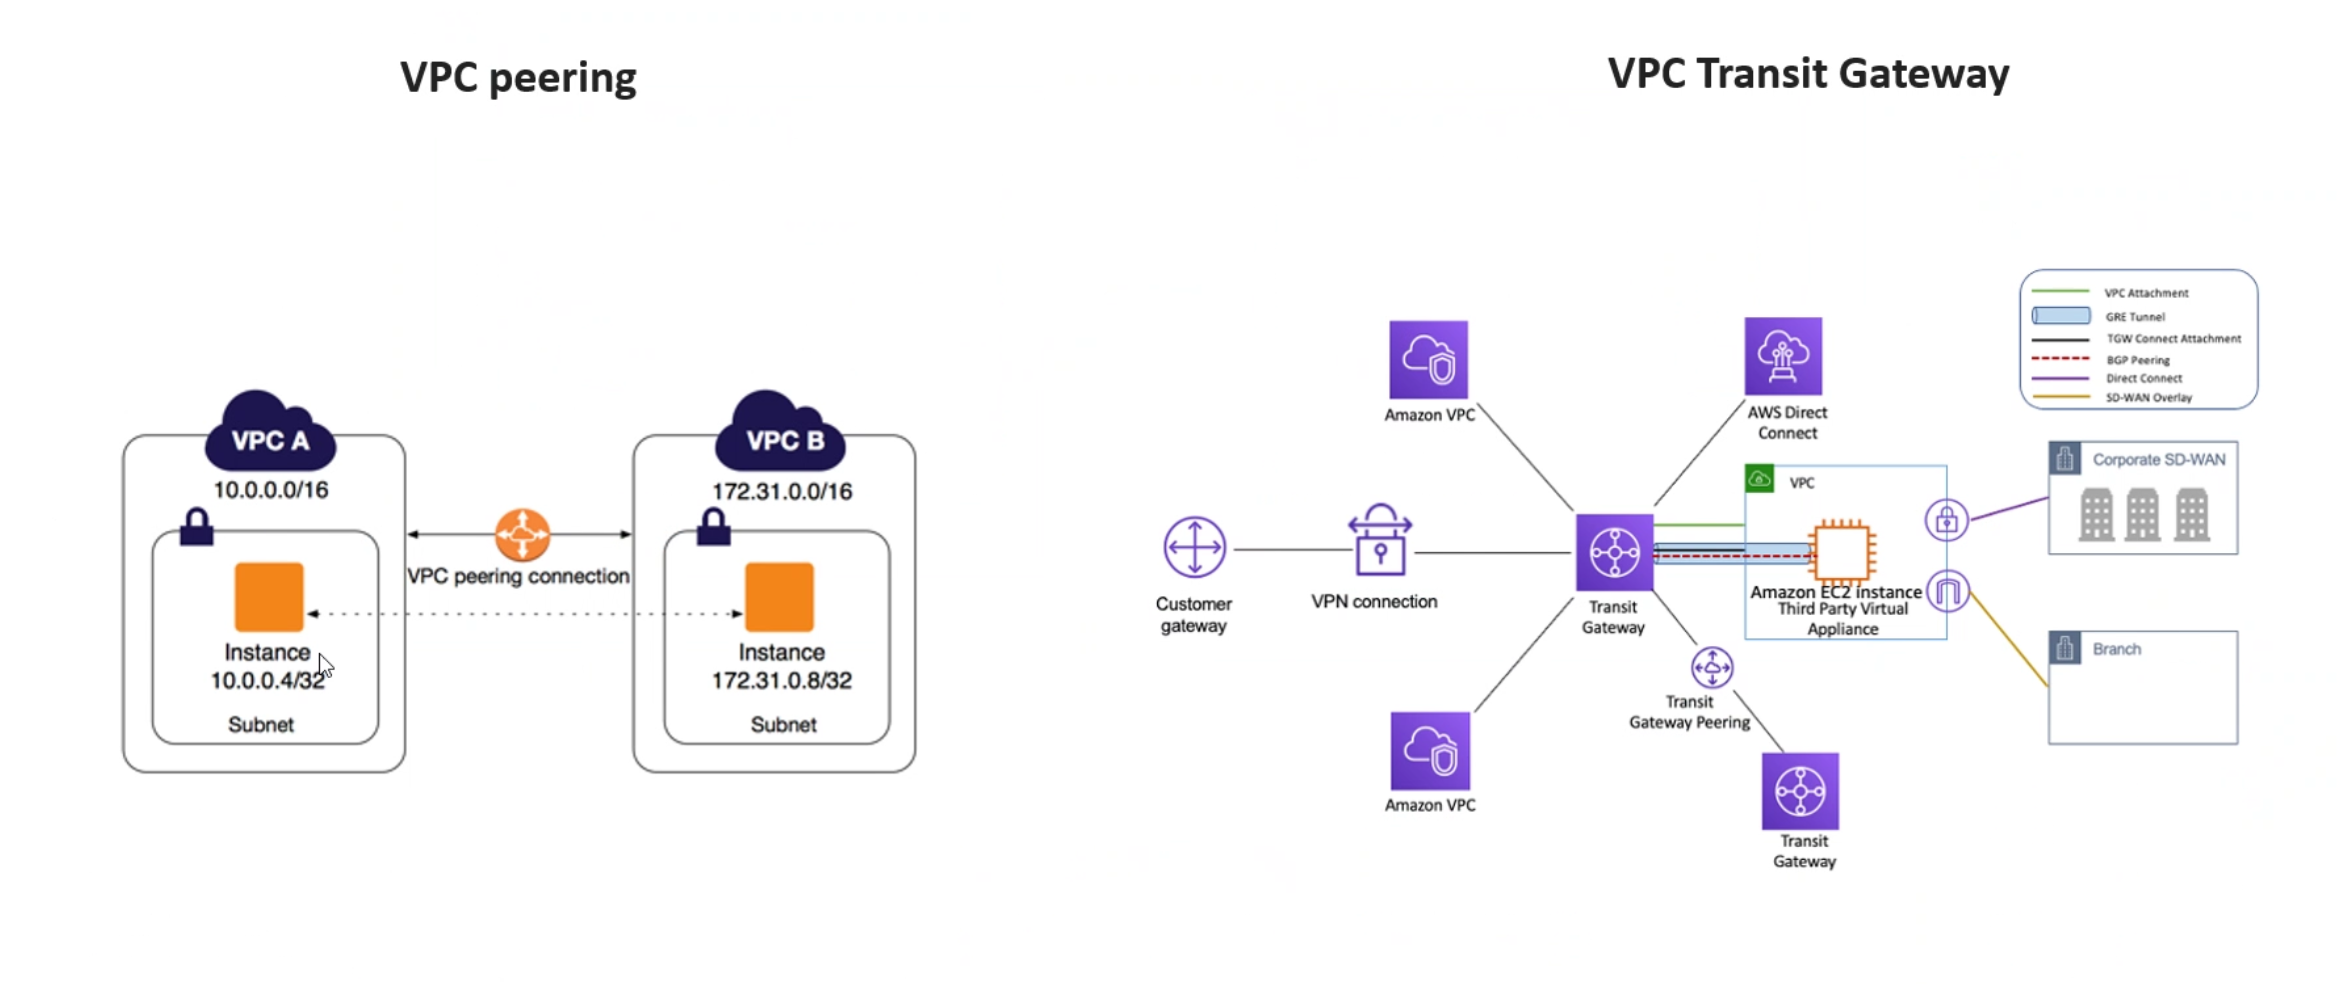 VPC peering
VPC A
10.0.0.0/16
Instance
10.0.0.4/32
Subnet
VPC peering connection
VPC B
172.31.0.0/16
Instance
172.31.0.8/32
Subnet
VPC Transit Gateway
Amazon VPC
AWS Direct
Connect
VPC Attachment
GRE Tunnel
TGW Connect Attachment
BGP Peering
Direct Connect
SD-WAN Overlay
Customer
gateway
VPN connection
Transit
Gateway
VPC
Amazon EC2 instance
Third Party Virtual
Appliance
Corporate SD-WAN
Branch
Transit
Gateway Peering
Amazon VPC
Transit
Gateway